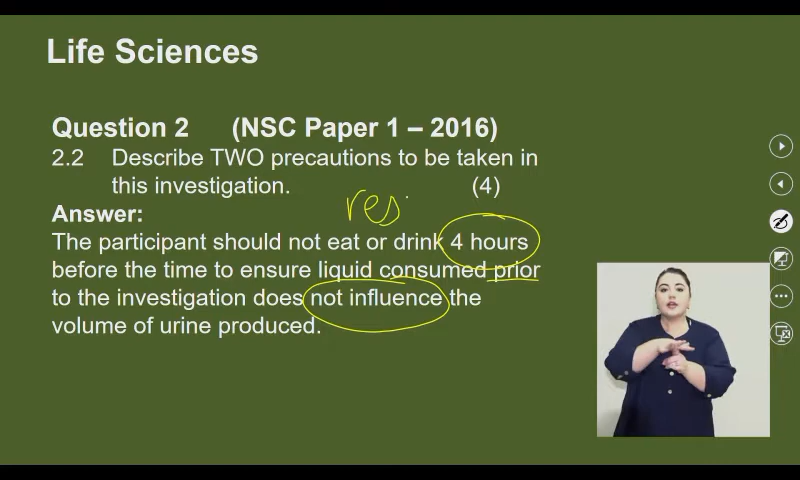 Life Sciences
Question 2 (NSC Paper 1 – 2016)
2.2 Describe TWO precautions to be taken in
this investigation. (4)
res
Answer:
The participant should not eat or drink 4 hours
before the time to ensure liquid consumed prior
to the investigation does not influence the
volume of urine produced.